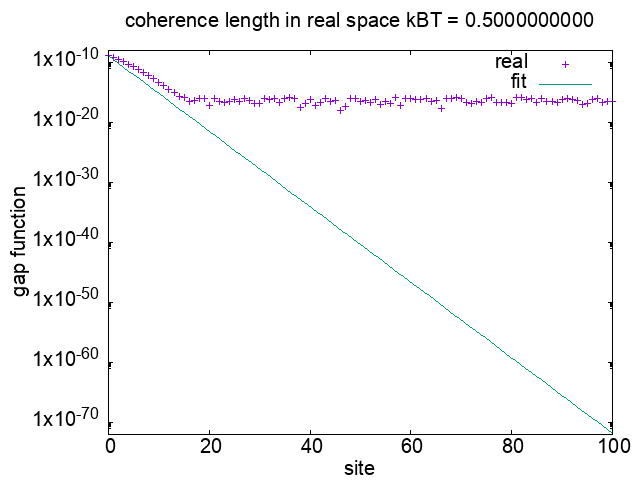 coherence length in real space kBT = 0.5000000000
real
fit
gap function
1x10^-10
1x10^-20
1x10^-30
1x10^-40
1x10^-50
1x10^-60
1x10^-70
0 20 40 60 80 100
site